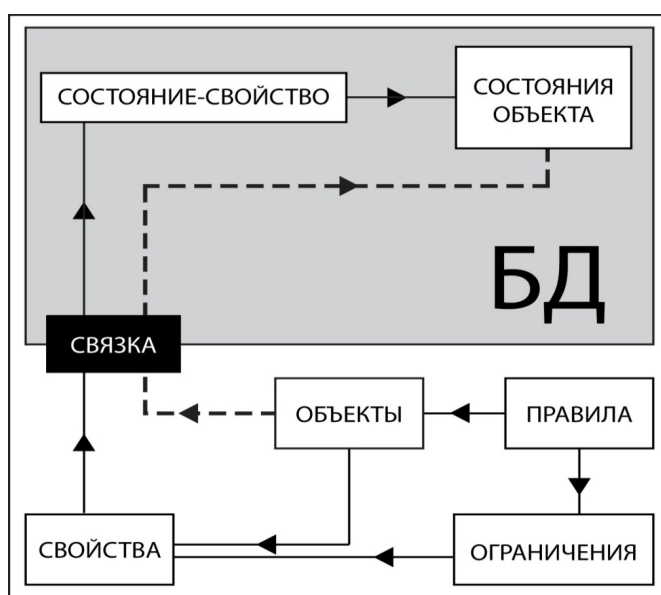 СОСТОЯНИЕ-СВОЙСТВО
СОСТОЯНИЯ
ОБЪЕКТА
БД
СВЯЗКА
ОБЪЕКТЫ
ПРАВИЛА
СВОЙСТВА
ОГРАНИЧЕНИЯ